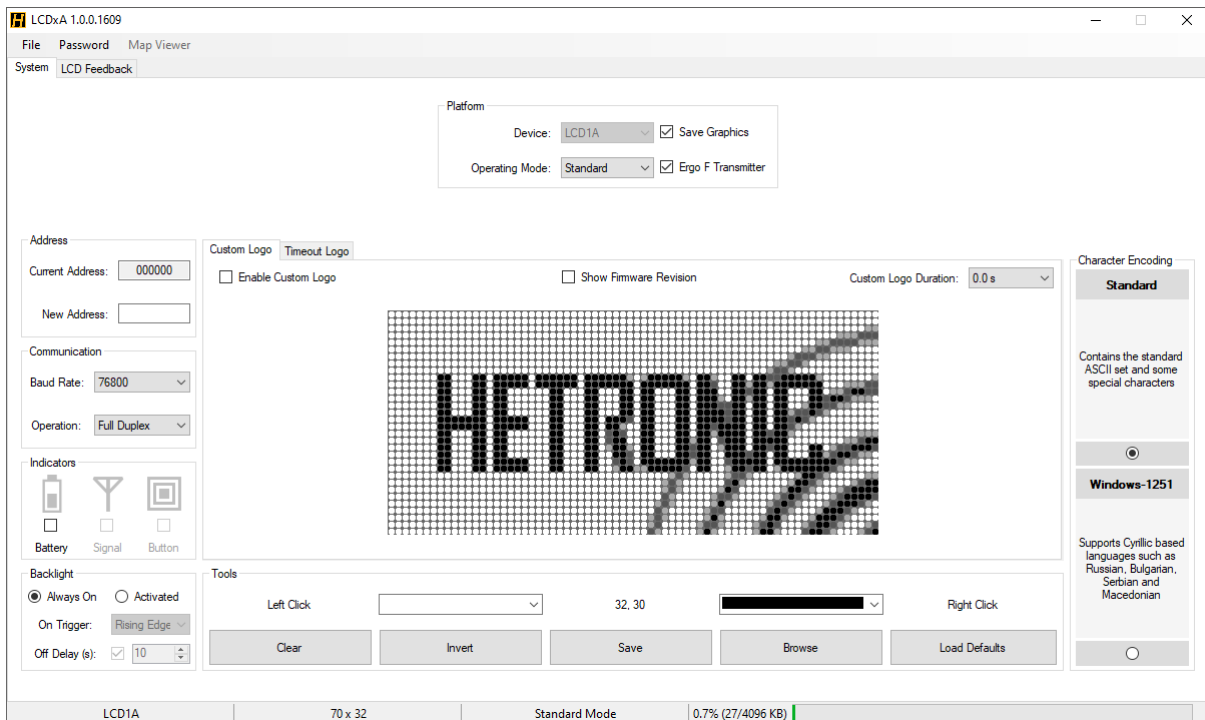 LCDxA 1.0.0.1609
File Password Map Viewer
System LCD Feedback
Platform
Device: LCD1A Save Graphics
Operating Mode: Standard Ergo F Transmitter
Address
Current Address: 000000
New Address:
Communication
Baud Rate: 76800
Operation: Full Duplex
Indicators
Battery Signal Button
Backlight
Always On Activated
On Trigger: Rising Edge
Off Delay (s): 10
Custom Logo Timeout Logo
Enable Custom Logo Show Firmware Revision Custom Logo Duration: 0.0 s
HETRONIC
Tools
Left Click 32, 30 Right Click
Clear Invert Save Browse Load Defaults
Character Encoding
Standard
Contains the standard
ASCII set and some
special characters
Windows-1251
Supports Cyrillic based
languages such as
Russian, Bulgarian,
Serbian and
Macedonian
LCD1A 70 x 32 Standard Mode 0.7% (27/4096 KB)